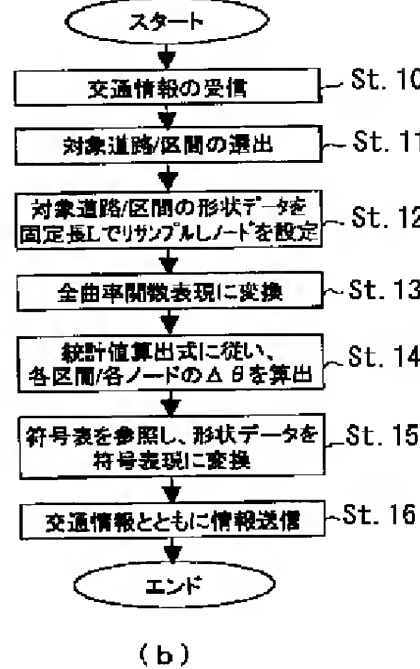 スタート
交通情報の受信
St. 10
対象道路/区間の選出
St. 11
対象道路/区間の形状データを
固定長Lでリサンプルしノードを設定
St. 12
全曲率関数表現に変換
St. 13
統計値算出式に従い、
各区間/各ノードのΔθを算出
St. 14
符号表を参照し、形状データを
符号表現に変換
St. 15
交通情報とともに情報送信
St. 16
エンド
(b)